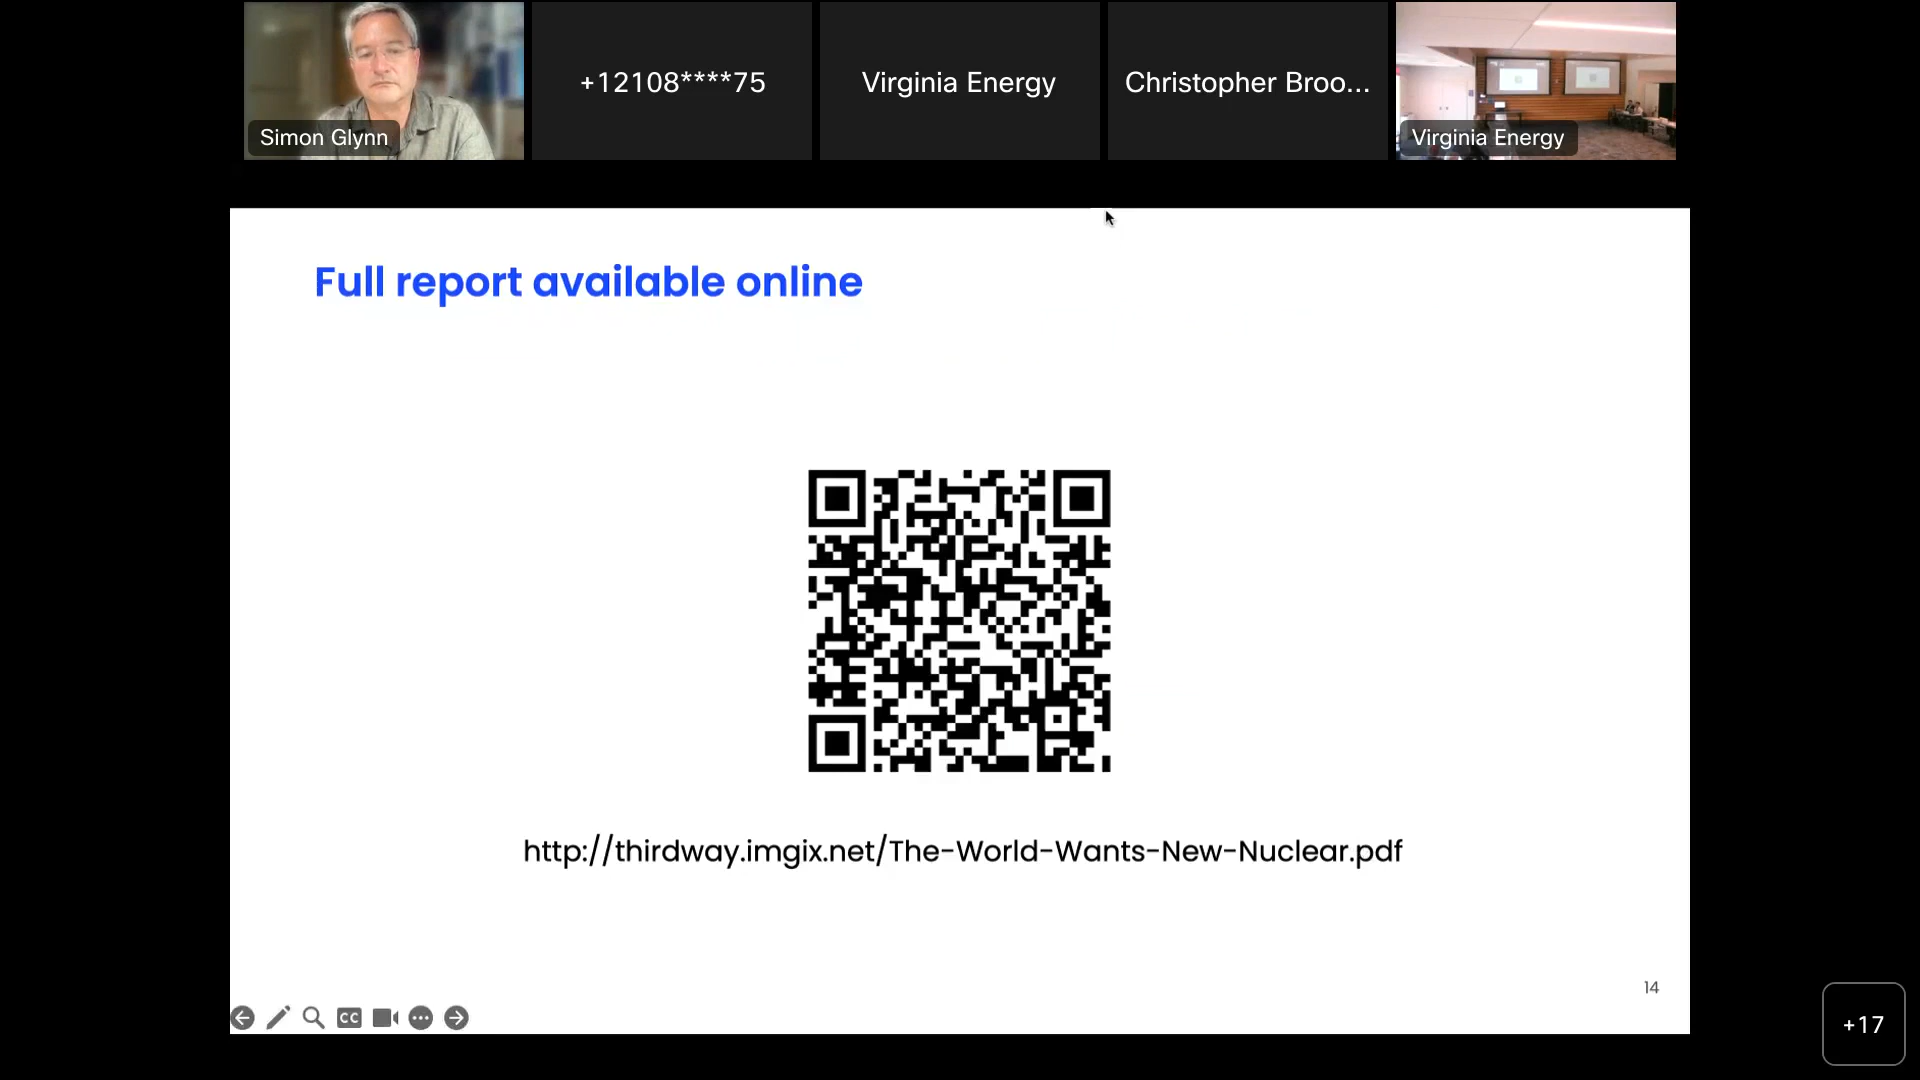 Simon Glynn
+12108****75
Virginia Energy
Christopher Broo...
Virginia Energy
Full report available online
http://thirdway.imgix.net/The-World-Wants-New-Nuclear.pdf
14
CC
+17